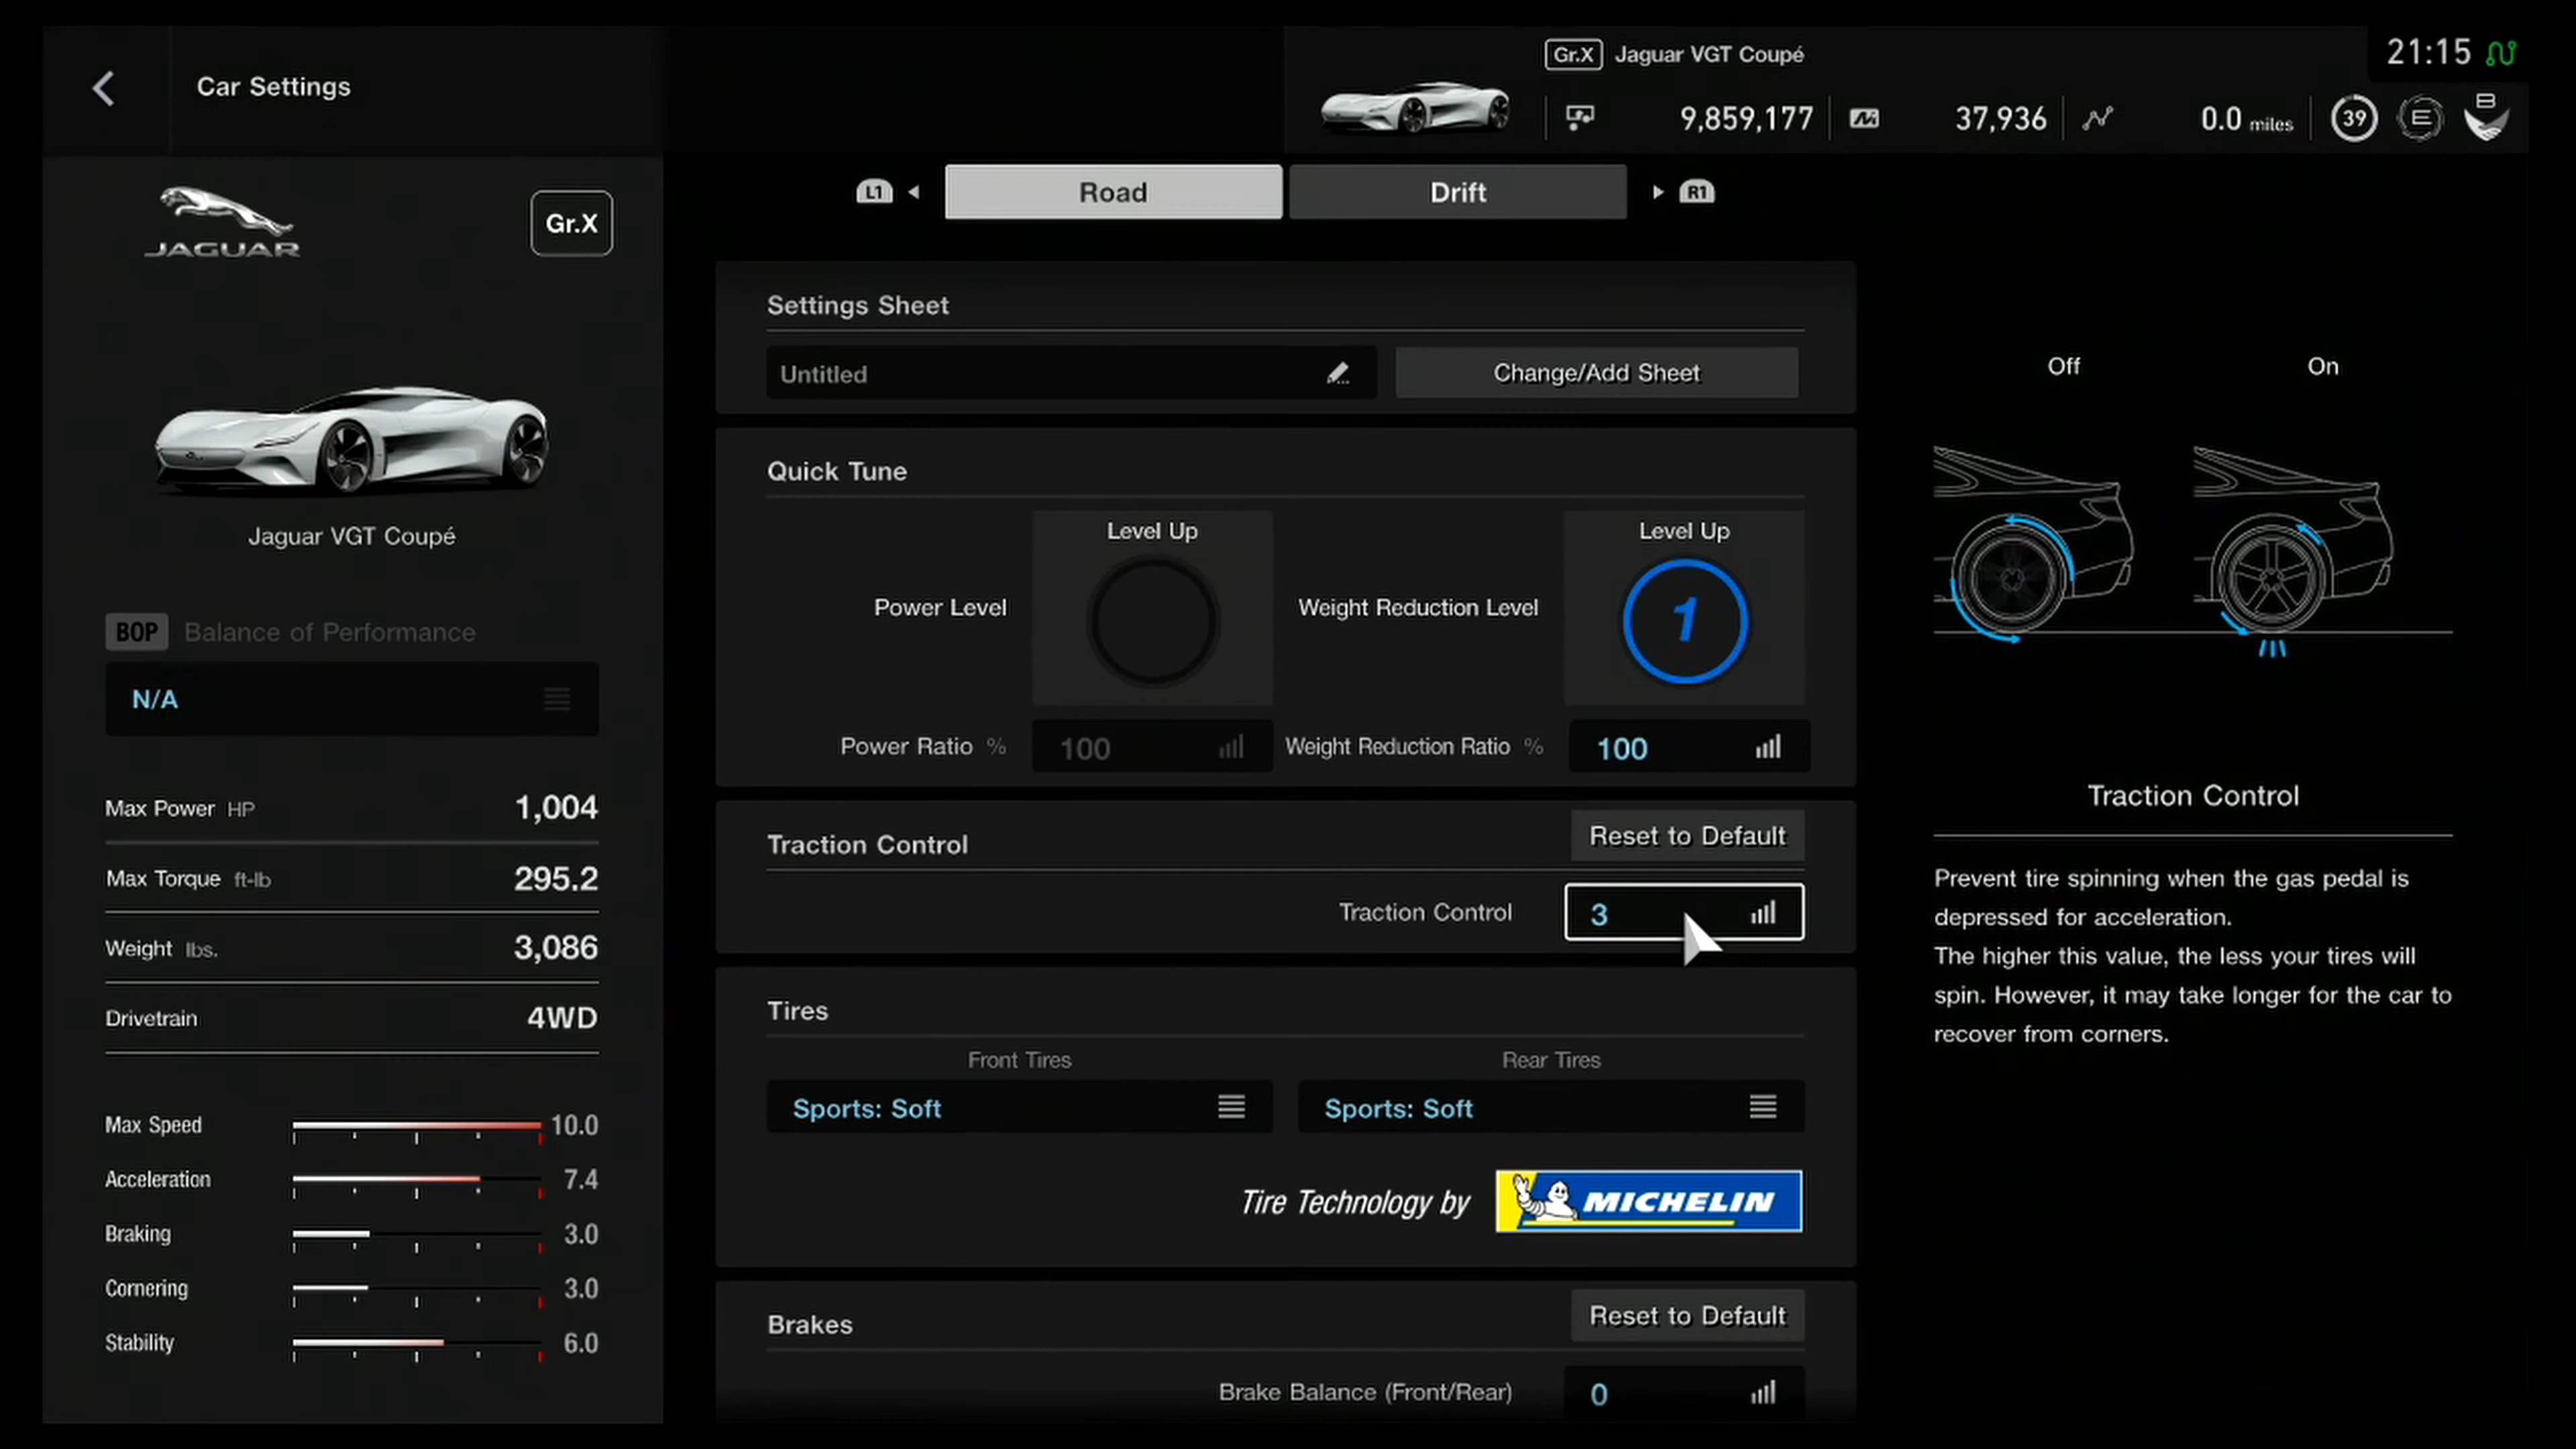 Car Settings
Gr.X Jaguar VGT Coupé
21:15
9,859,177
37,936
0.0 miles
39
E
B
JAGUAR
Gr.X
Jaguar VGT Coupé
BOP Balance of Performance
N/A
Max Power HP 1,004
Max Torque ft-lb 295.2
Weight lbs. 3,086
Drivetrain 4WD
Max Speed 10.0
Acceleration 7.4
Braking 3.0
Cornering 3.0
Stability 6.0
L1 Road Drift R1
Settings Sheet
Untitled Change/Add Sheet
Quick Tune
Level Up Level Up
Power Level Weight Reduction Level 1
Power Ratio % 100 Weight Reduction Ratio % 100
Traction Control Reset to Default
Traction Control 3
Tires
Front Tires Rear Tires
Sports: Soft Sports: Soft
Tire Technology by MICHELIN
Brakes Reset to Default
Brake Balance (Front/Rear) 0
Off On
Traction Control
Prevent tire spinning when the gas pedal is
depressed for acceleration.
The higher this value, the less your tires will
spin. However, it may take longer for the car to
recover from corners.